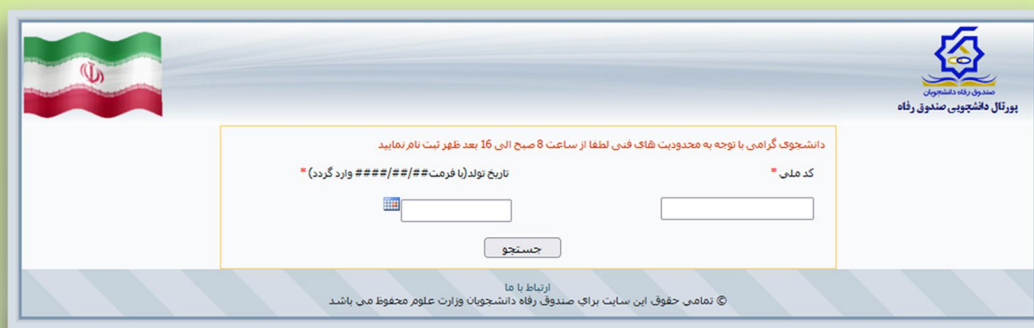 صندوق رفاه دانشجویان
پورتال دانشجویی صندوق رفاه
دانشجوی گرامی با توجه به محدودیت های فنی لطفا از ساعت 8 صبح الی 16 بعد ظهر ثبت نام نمایید
کد ملی *
تاریخ تولد(با فرمت##/##/#### وارد گردد) *
جستجو
ارتباط با ما
© تمامی حقوق این سایت برای صندوق رفاه دانشجویان وزارت علوم محفوظ می باشد